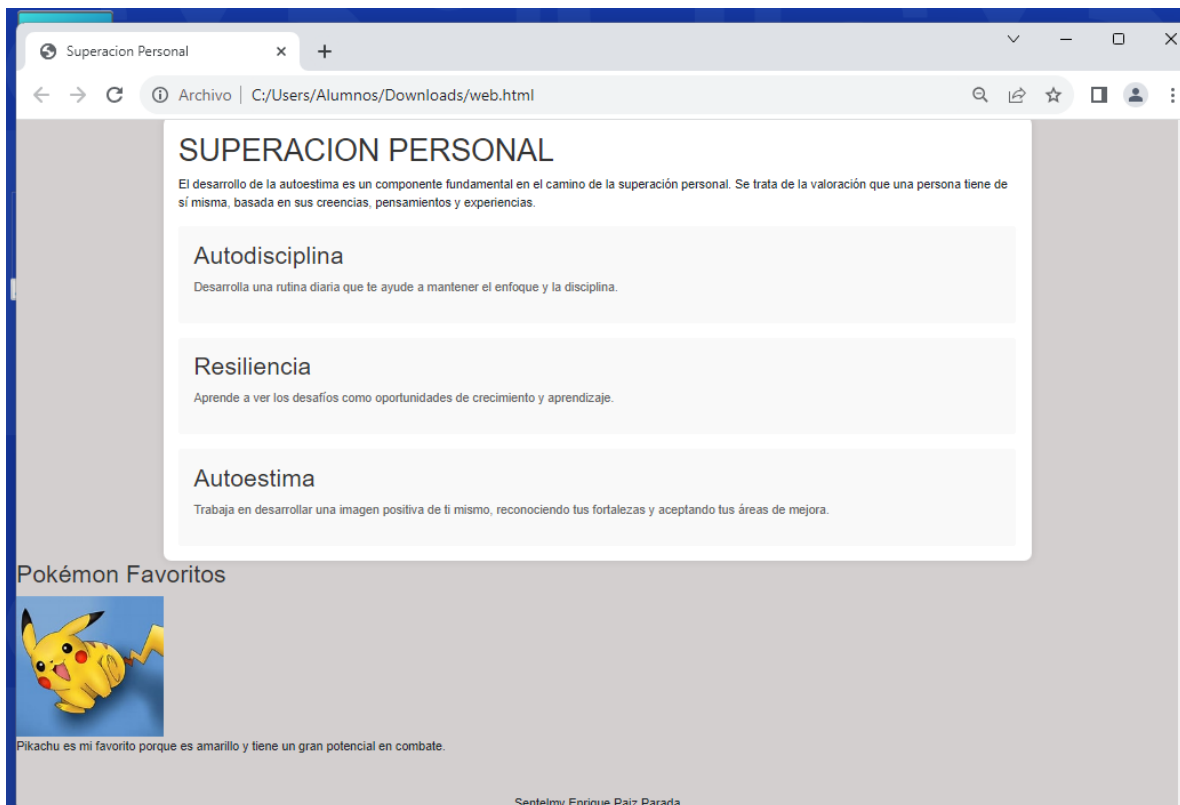 Superacion Personal
Archivo | C:/Users/Alumnos/Downloads/web.html
SUPERACION PERSONAL
El desarrollo de la autoestima es un componente fundamental en el camino de la superación personal. Se trata de la valoración que una persona tiene de
sí misma, basada en sus creencias, pensamientos y experiencias.
Autodisciplina
Desarrolla una rutina diaria que te ayude a mantener el enfoque y la disciplina.
Resiliencia
Aprende a ver los desafíos como oportunidades de crecimiento y aprendizaje.
Autoestima
Trabaja en desarrollar una imagen positiva de ti mismo, reconociendo tus fortalezas y aceptando tus áreas de mejora.
Pokémon Favoritos
Pikachu es mi favorito porque es amarillo y tiene un gran potencial en combate.
Sentelmy Enrique Paiz Parada